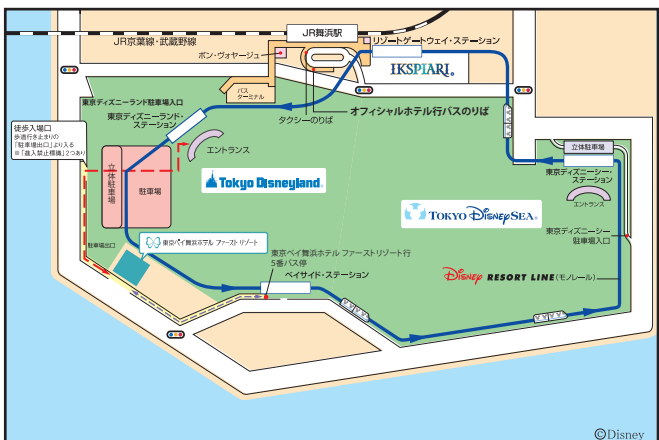 JR舞浜駅
JR京葉線・武蔵野線
リゾートゲートウェイ・ステーション
ボン・ヴォヤージュ
IKSPIARI®
バス
ターミナル
東京ディズニーランド駐車場入口
オフィシャルホテル行バスのりば
東京ディズニーランド・
ステーション
タクシーのりば
徒歩入場口
歩道行き止まりの
「駐車場出口」より入る
※「進入禁止標識」2つあり
エントランス
立体駐車場
立体駐車場
駐車場
Tokyo Disneyland®
東京ディズニーシー・
ステーション
エントランス
TOKYO DisneySEA®
東京ディズニーシー
駐車場入口
駐車場出口
東京ベイ舞浜ホテル ファーストリゾート
東京ベイ舞浜ホテル ファーストリゾート行
5番バス停
ベイサイド・ステーション
Disney RESORT LINE(モノレール)
©Disney